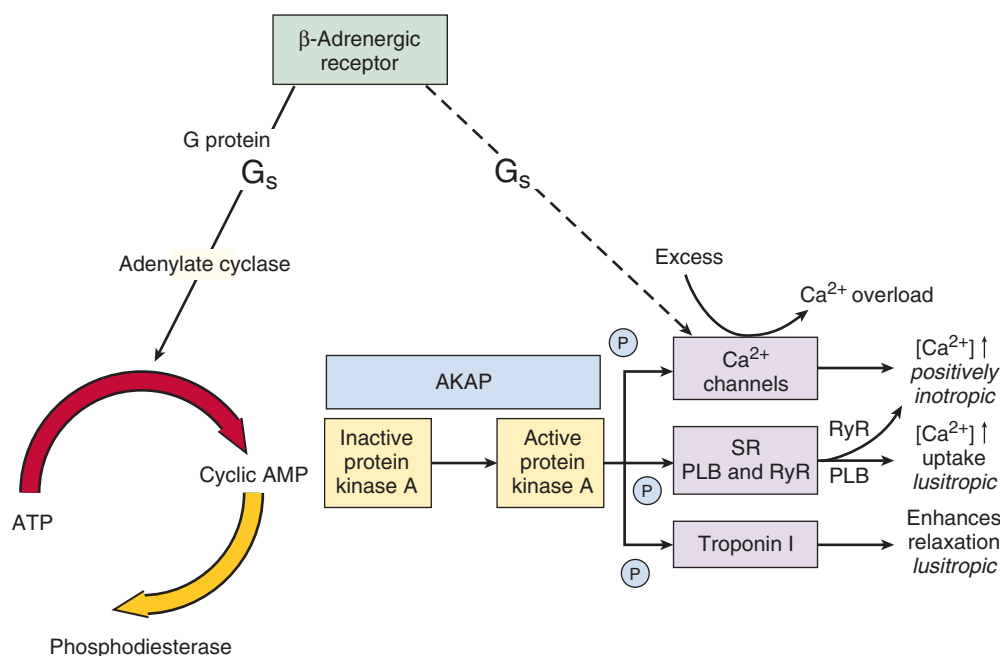 β-Adrenergic
receptor
G protein
Gs
Gs
Adenylate cyclase
Excess
Ca2+ overload
P
AKAP
Ca2+
channels
[Ca2+] ↑
positively
inotropic
Inactive
protein
kinase A
Active
protein
kinase A
P
SR
PLB and RyR
RyR
PLB
[Ca2+] ↑
uptake
lusitropic
Cyclic AMP
ATP
P
Troponin I
Enhances
relaxation
lusitropic
Phosphodiesterase